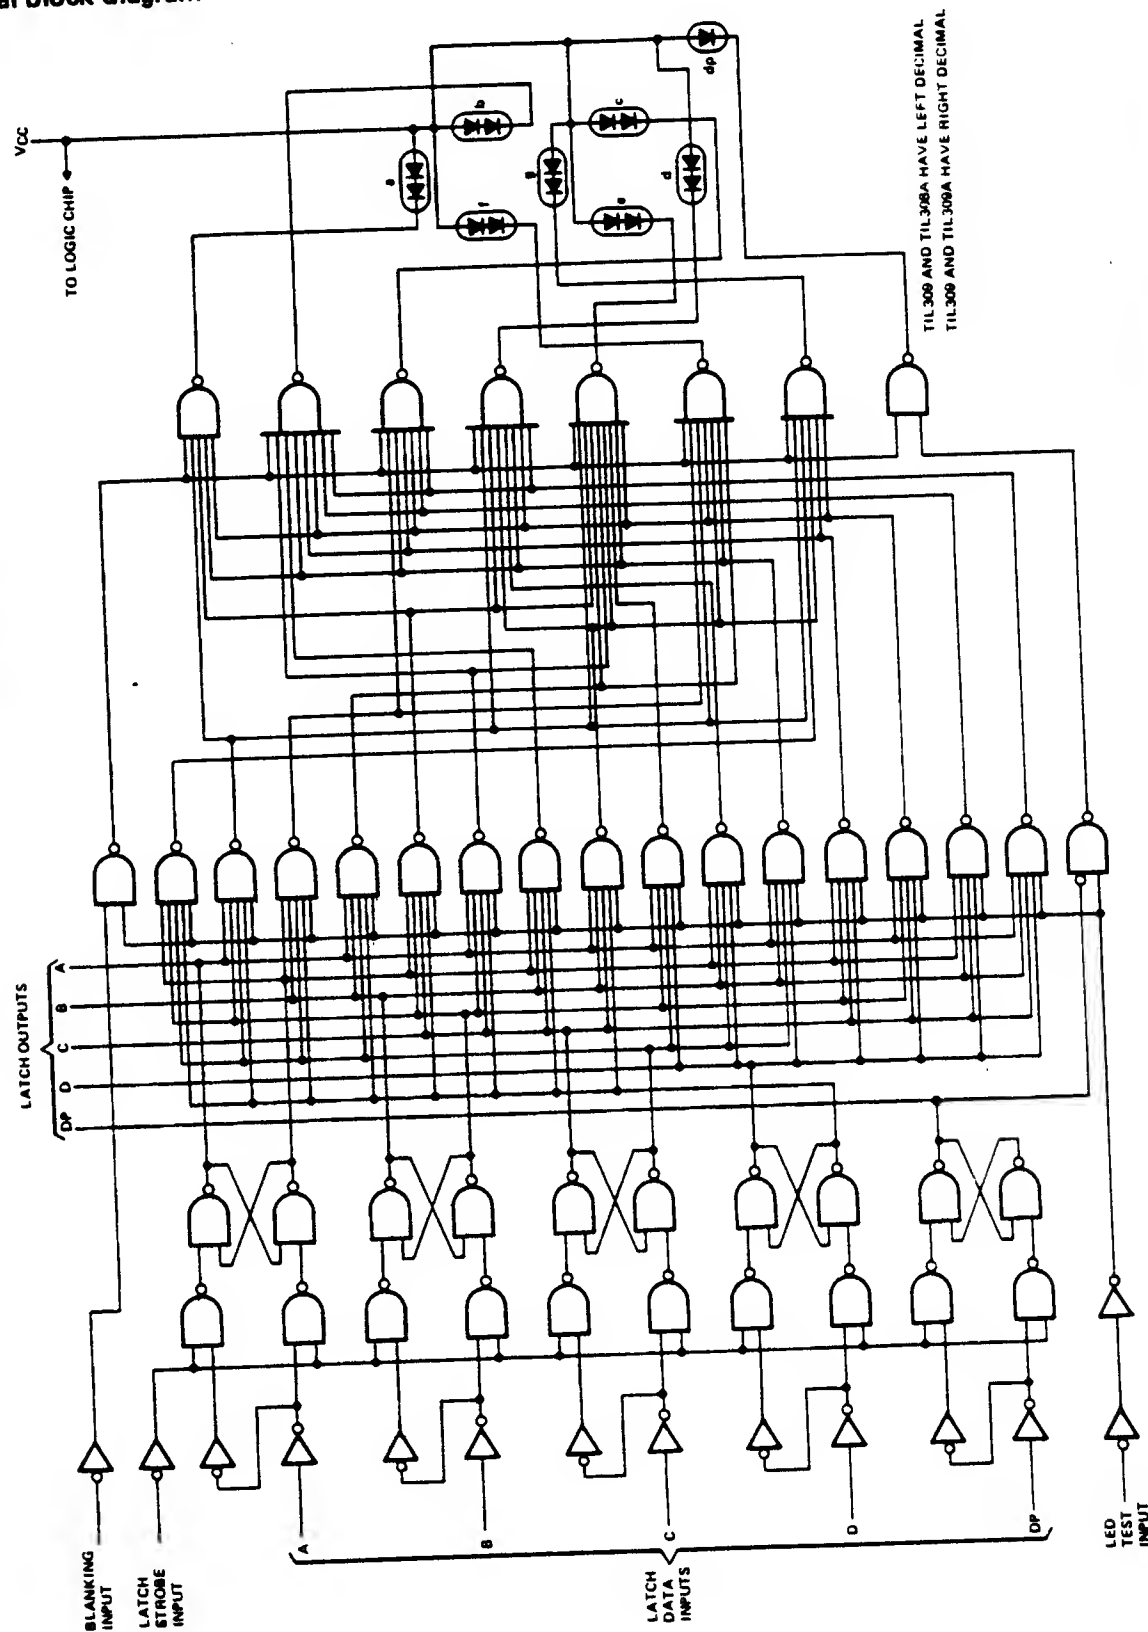 al block diagram
VCC
TO LOGIC CHIP
a
b
f
g
c
e
d
dp
TIL308 AND TIL308A HAVE LEFT DECIMAL
TIL309 AND TIL309A HAVE RIGHT DECIMAL
LATCH OUTPUTS
A
B
C
D
DP
BLANKING
INPUT
LATCH
STROBE
INPUT
A
B
C
D
DP
LATCH
DATA
INPUTS
LED
TEST
INPUT